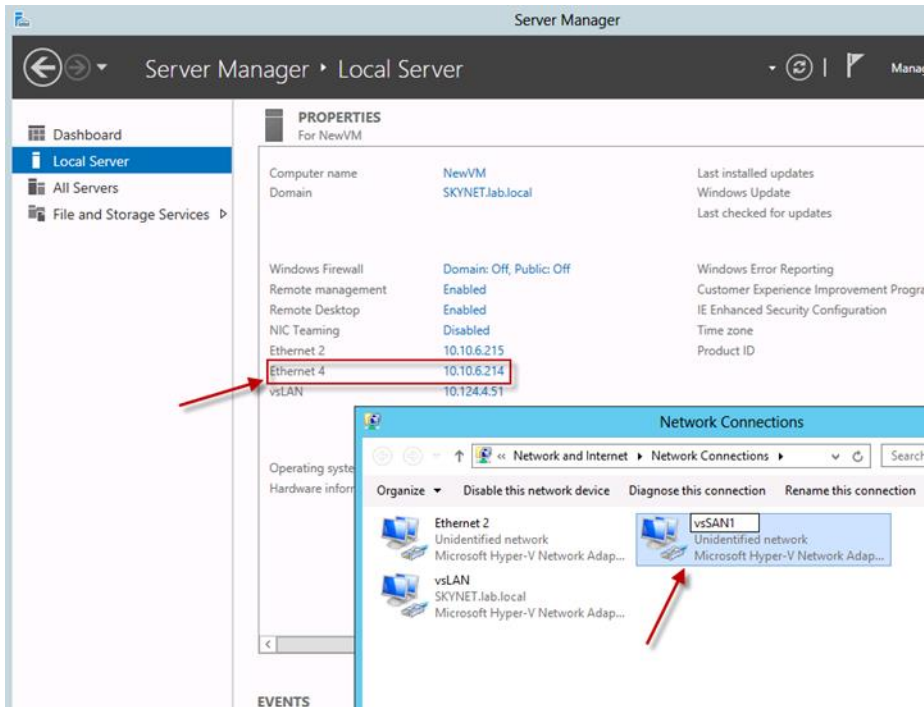 Server Manager
Server Manager • Local Server
Manag
Dashboard
Local Server
All Servers
File and Storage Services
PROPERTIES
For NewVM
Computer name NewVM Last installed updates
Domain SKYNET.lab.local Windows Update
Last checked for updates
Windows Firewall Domain: Off, Public: Off Windows Error Reporting
Remote management Enabled Customer Experience Improvement Progra
Remote Desktop Enabled IE Enhanced Security Configuration
NIC Teaming Disabled Time zone
Ethernet 2 10.10.6.215 Product ID
Ethernet 4 10.10.6.214
vsLAN 10.124.4.51
Operating syste
Hardware inforr
Network Connections
« Network and Internet Network Connections Search
Organize Disable this network device Diagnose this connection Rename this connection
Ethernet 2
Unidentified network
Microsoft Hyper-V Network Adap...
vsSAN1
Unidentified network
Microsoft Hyper-V Network Adap...
vsLAN
SKYNET.lab.local
Microsoft Hyper-V Network Adap...
EVENTS